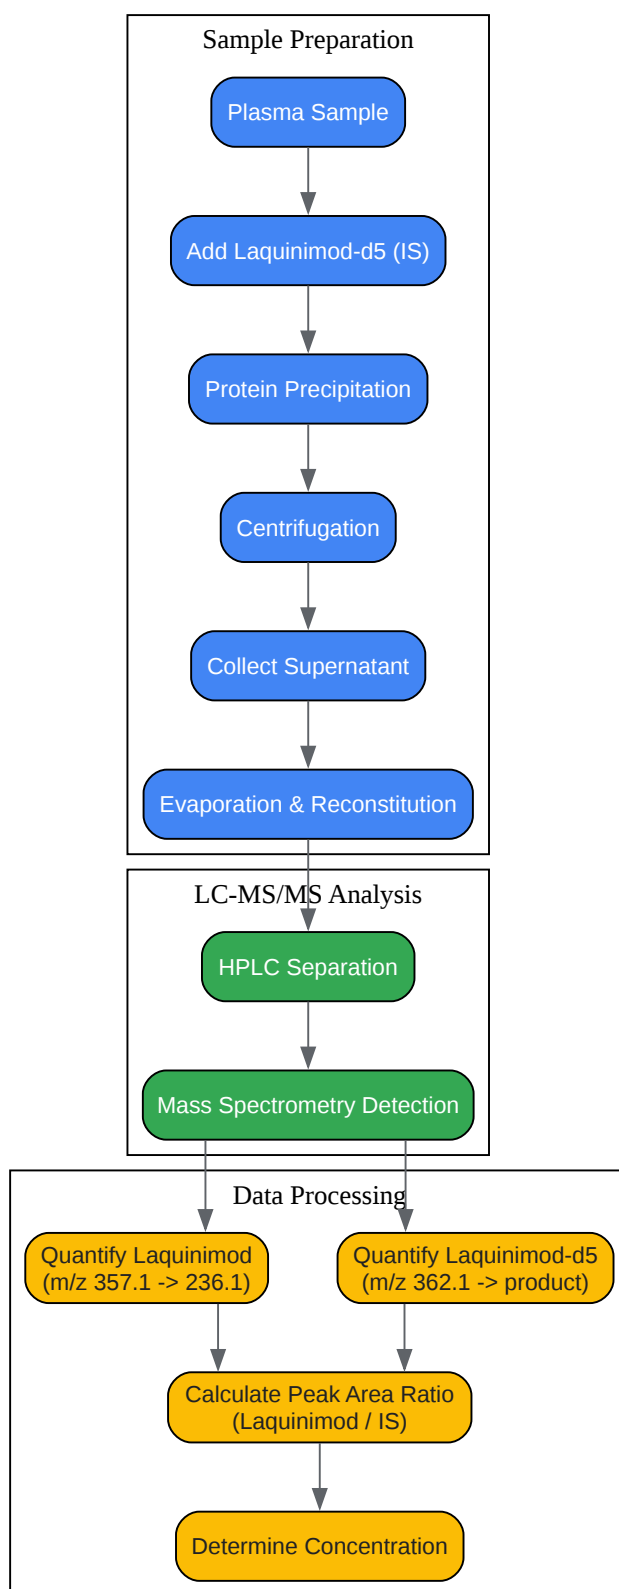 Sample Preparation
Plasma Sample
Add Laquinimod-d5 (IS)
Protein Precipitation
Centrifugation
Collect Supernatant
Evaporation & Reconstitution
LC-MS/MS Analysis
HPLC Separation
Mass Spectrometry Detection
Data Processing
Quantify Laquinimod
(m/z 357.1 -> 236.1)
Quantify Laquinimod-d5
(m/z 362.1 -> product)
Calculate Peak Area Ratio
(Laquinimod / IS)
Determine Concentration